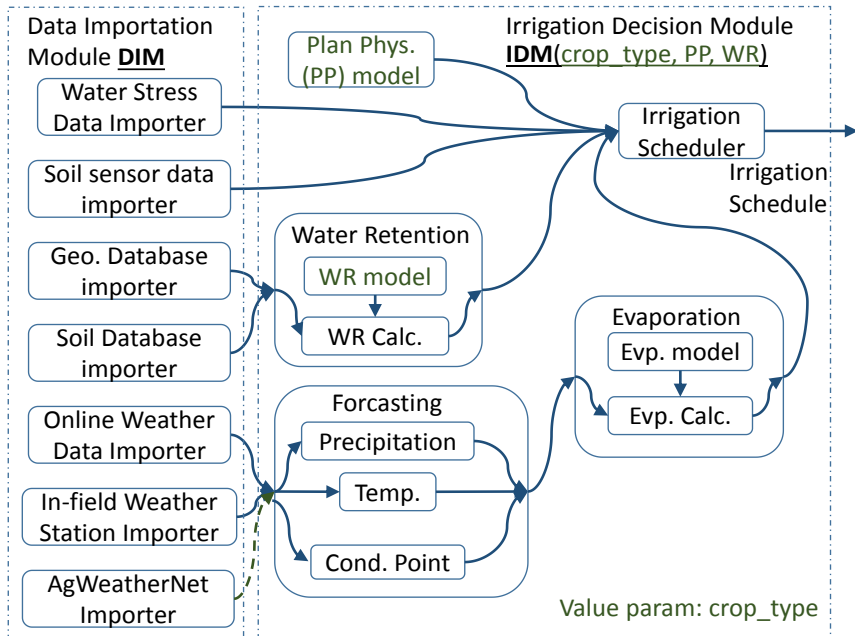 Data Importation
Module DIM
Water Stress
Data Importer
Soil sensor data
importer
Geo. Database
importer
Soil Database
importer
Online Weather
Data Importer
In-field Weather
Station Importer
AgWeatherNet
Importer
Plan Phys.
(PP) model
Irrigation Decision Module
IDM(crop_type, PP, WR)
Irrigation
Scheduler
Irrigation
Schedule
Water Retention
WR model
WR Calc.
Forcasting
Precipitation
Temp.
Cond. Point
Evaporation
Evp. model
Evp. Calc.
Value param: crop_type